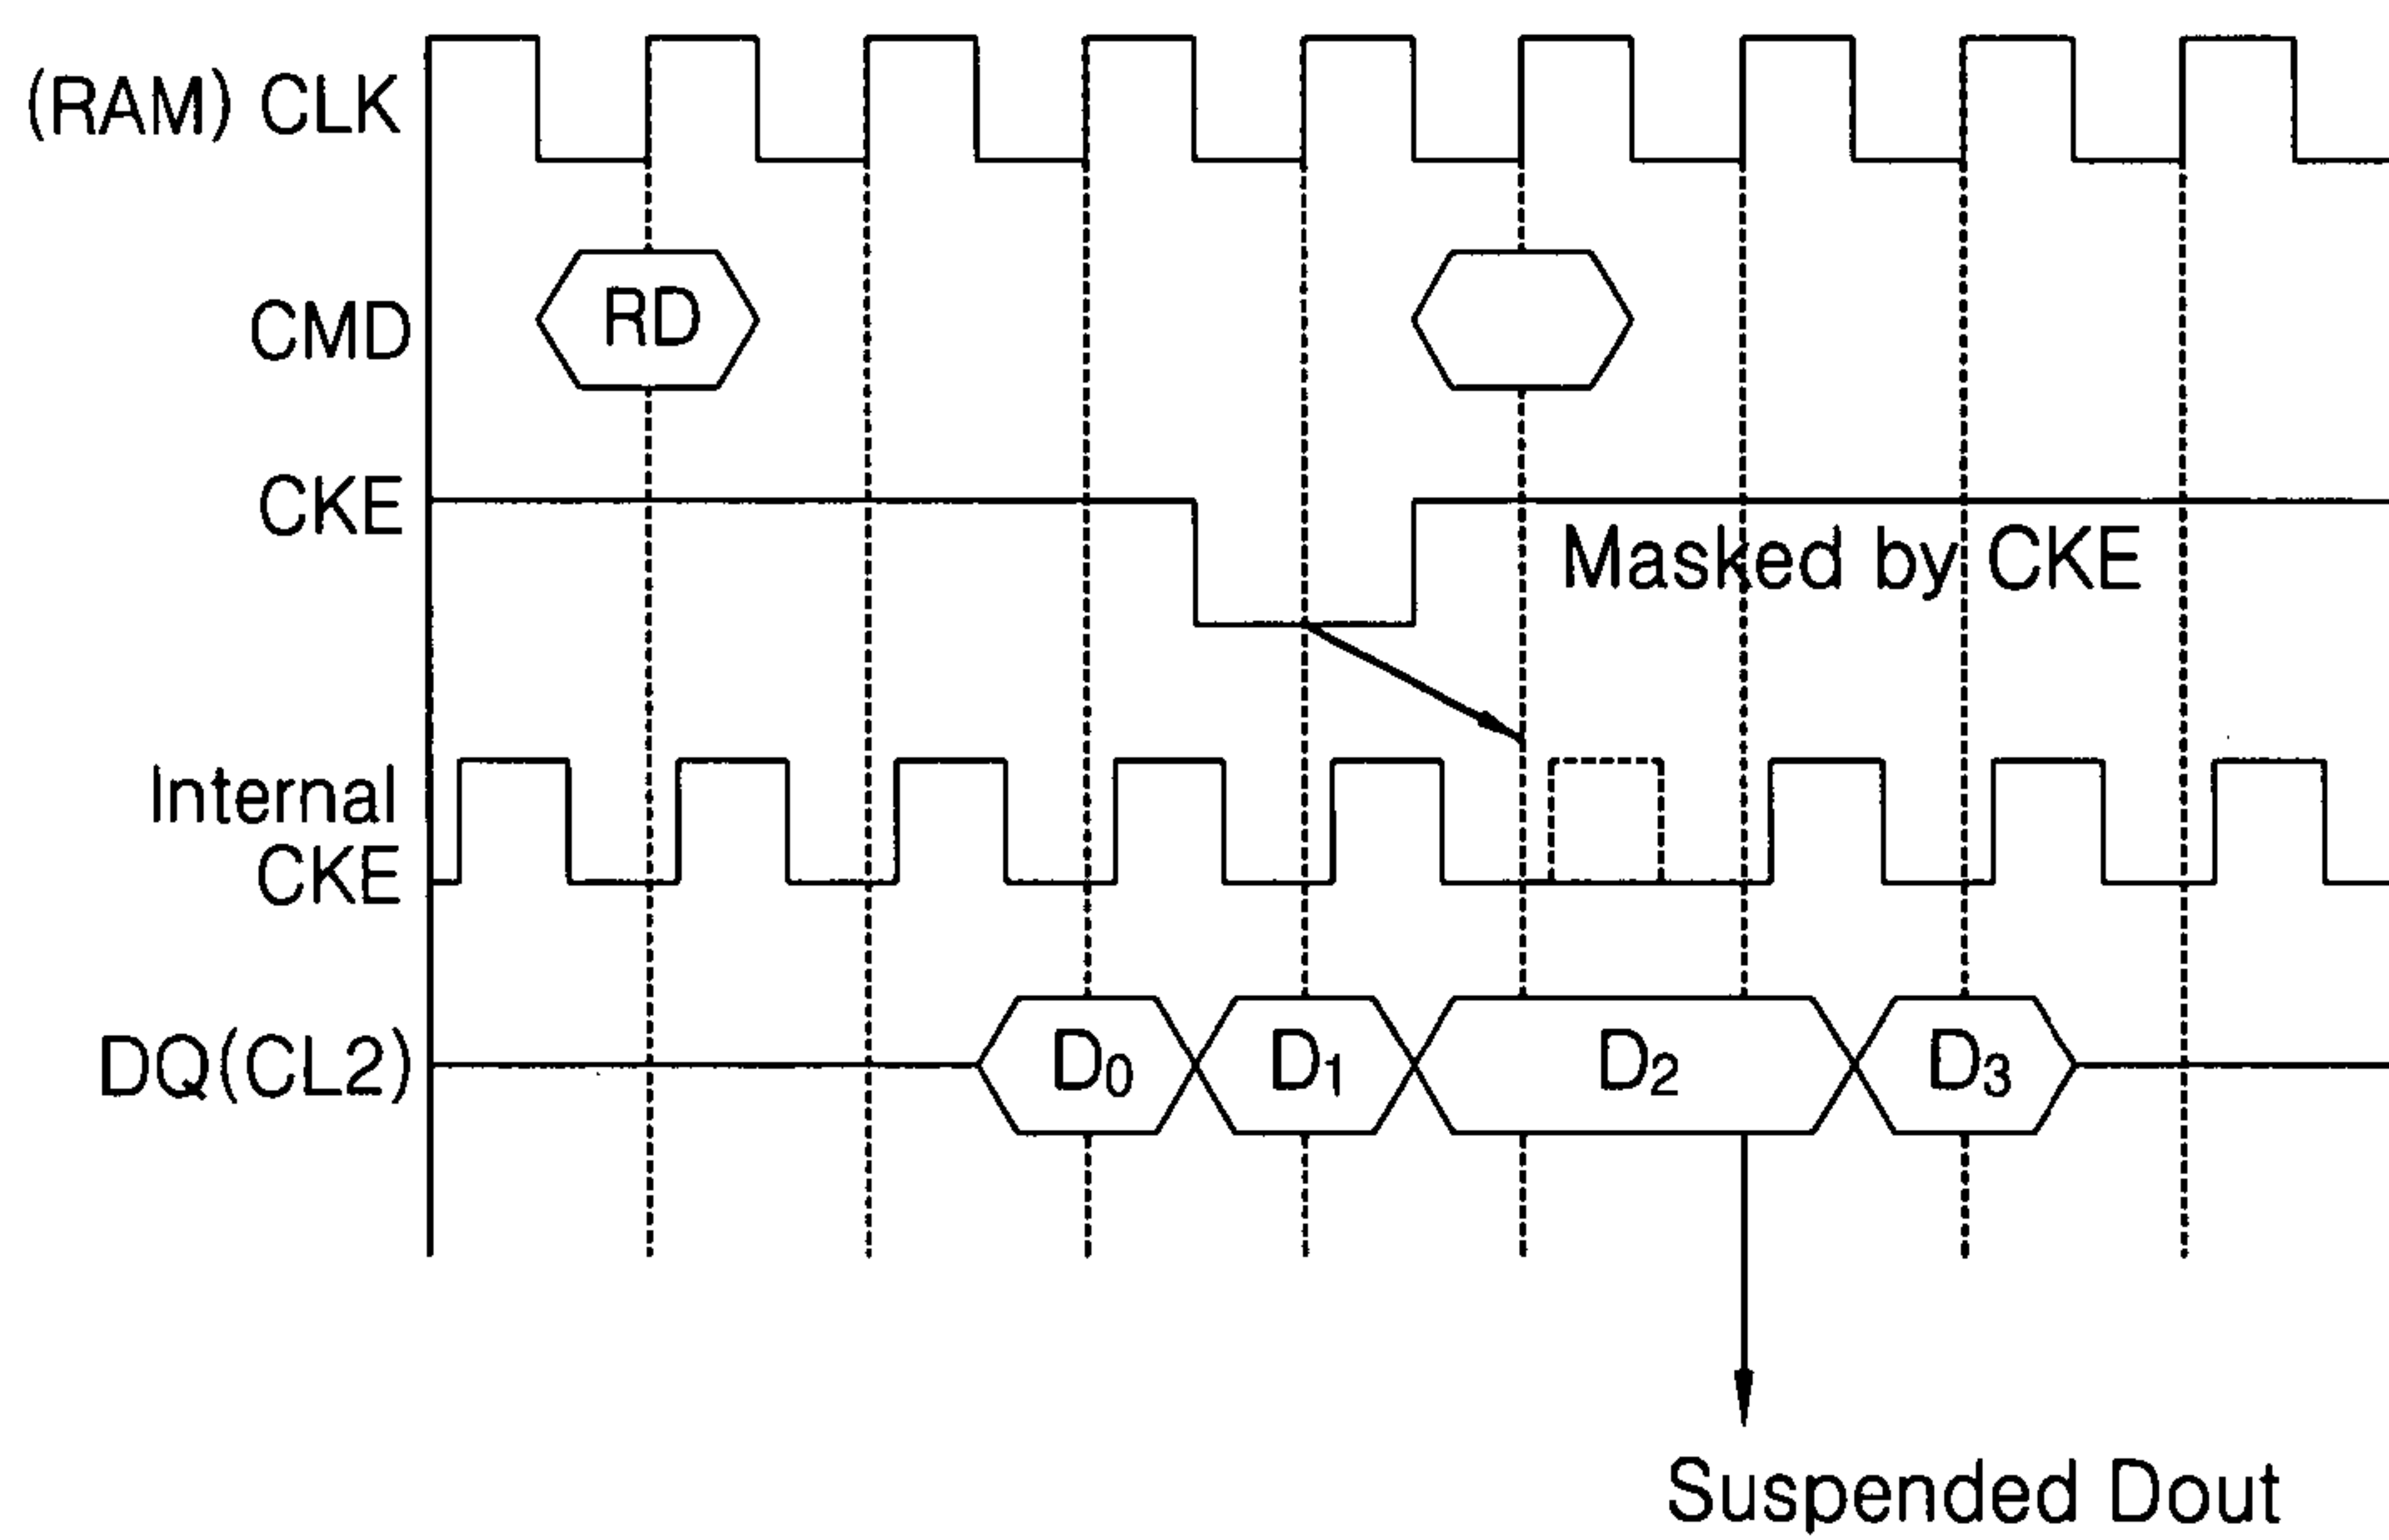 (RAM) CLK
CMD
RD
CKE
Masked by CKE
Internal
CKE
DQ(CL2)
D0
D1
D2
D3
Suspended Dout